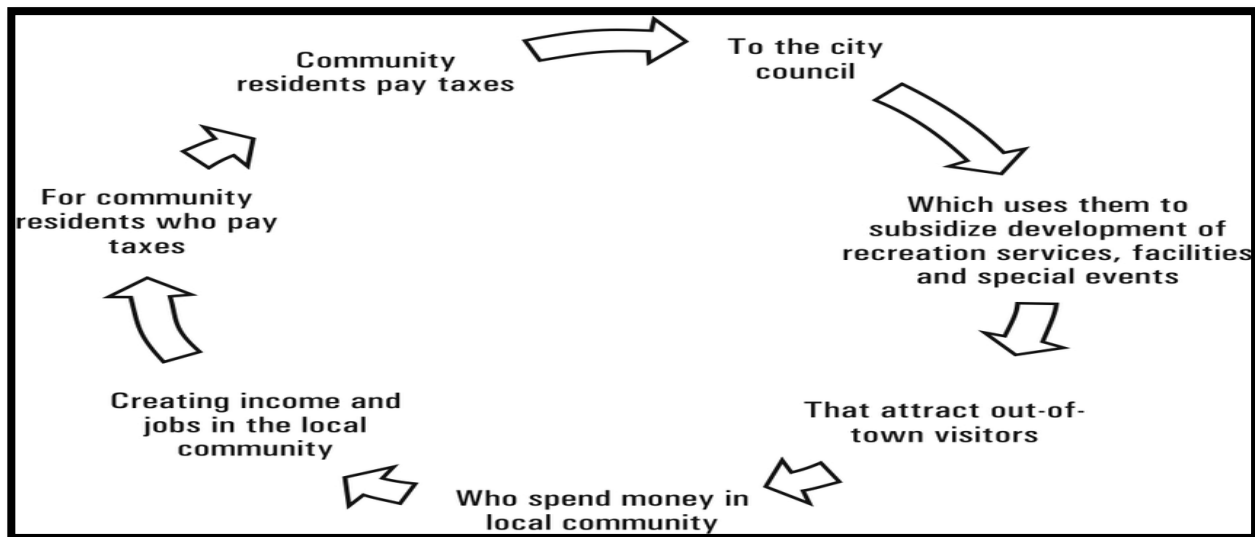 Community
residents pay taxes
To the city
council
Which uses them to
subsidize development of
recreation services, facilities
and special events
That attract out-of-
town visitors
Who spend money in
local community
Creating income and
jobs in the local
community
For community
residents who pay
taxes